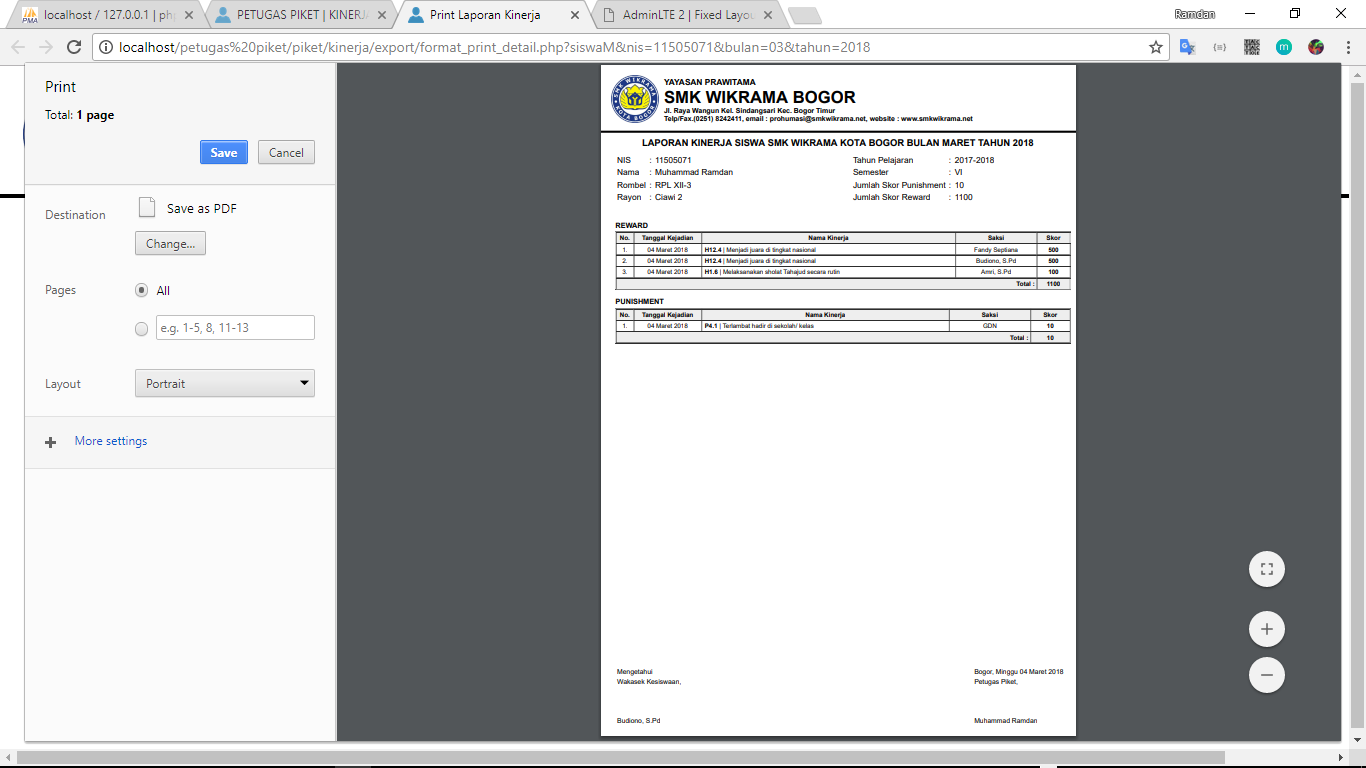 localhost / 127.0.0.1 | ph
PETUGAS PIKET | KINERJ
Print Laporan Kinerja
AdminLTE 2 | Fixed Layou
Ramdan
localhost/petugas%20piket/piket/kinerja/export/format_print_detail.php?siswaM&nis=11505071&bulan=03&tahun=2018
Print
Total: 1 page
Save
Cancel
Destination
Save as PDF
Change...
Pages
All
e.g. 1-5, 8, 11-13
Layout
Portrait
More settings
SMK WIKRAMA
KOTA BOGOR
YAYASAN PRAWITAMA
SMK WIKRAMA BOGOR
Jl. Raya Wangun Kel. Sindangsari Kec. Bogor Timur
Telp/Fax.(0251) 8242411, email : prohumasi@smkwikrama.net, website : www.smkwikrama.net
LAPORAN KINERJA SISWA SMK WIKRAMA KOTA BOGOR BULAN MARET TAHUN 2018
NIS : 11505071 Tahun Pelajaran : 2017-2018
Nama : Muhammad Ramdan Semester : VI
Rombel : RPL XII-3 Jumlah Skor Punishment : 10
Rayon : Ciawi 2 Jumlah Skor Reward : 1100
REWARD
No. Tanggal Kejadian Nama Kinerja Saksi Skor
1. 04 Maret 2018 H12.4 | Menjadi juara di tingkat nasional Fandy Septiana 500
2. 04 Maret 2018 H12.4 | Menjadi juara di tingkat nasional Budiono, S.Pd 500
3. 04 Maret 2018 H1.6 | Melaksanakan sholat Tahajud secara rutin Amri, S.Pd 100
Total : 1100
PUNISHMENT
No. Tanggal Kejadian Nama Kinerja Saksi Skor
1. 04 Maret 2018 P4.1 | Terlambat hadir di sekolah/ kelas GDN 10
Total : 10
Mengetahui Bogor, Minggu 04 Maret 2018
Wakasek Kesiswaan, Petugas Piket,
Budiono, S.Pd Muhammad Ramdan